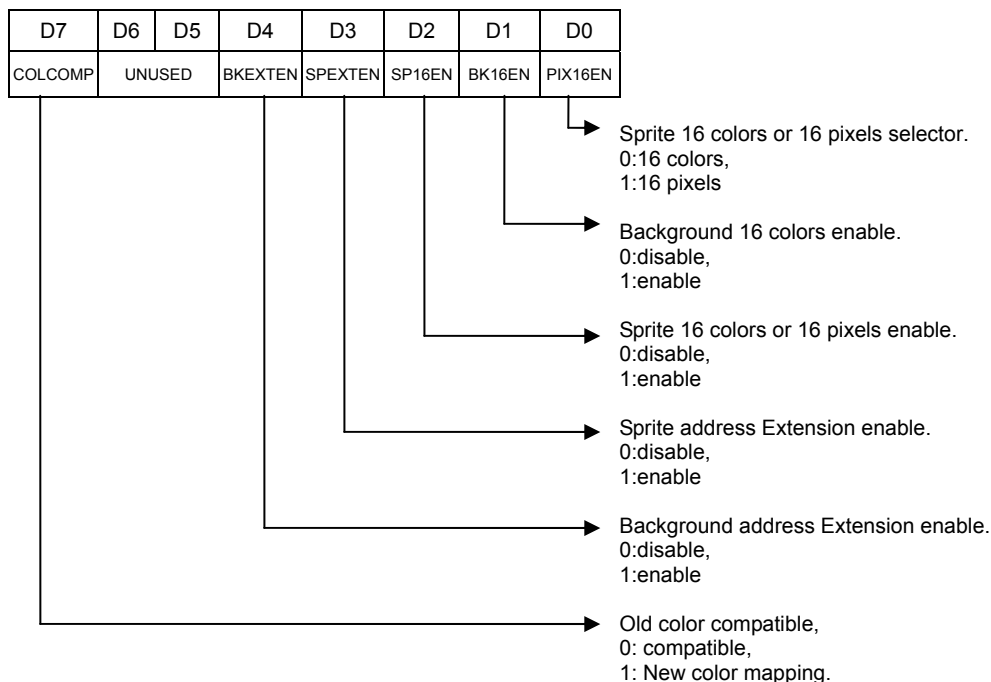 D7 D6 D5 D4 D3 D2 D1 D0
COLCOMP UNUSED BKEXTEN SPEXTEN SP16EN BK16EN PIX16EN
Sprite 16 colors or 16 pixels selector.
0:16 colors,
1:16 pixels
Background 16 colors enable.
0:disable,
1:enable
Sprite 16 colors or 16 pixels enable.
0:disable,
1:enable
Sprite address Extension enable.
0:disable,
1:enable
Background address Extension enable.
0:disable,
1:enable
Old color compatible,
0: compatible,
1: New color mapping.